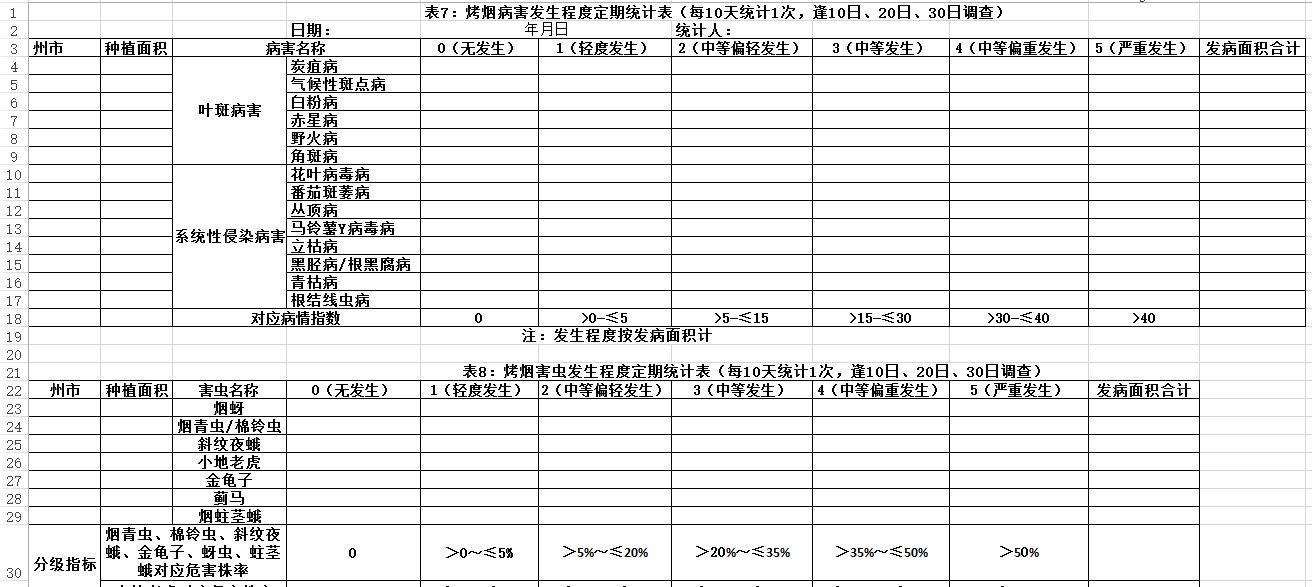 1 表7：烤烟病害发生程度定期统计表（每10天统计1次，逢10日、20日、30日调查）
2 日期： 年月日 统计人：
3 州市 种植面积 病害名称 0（无发生） 1（轻度发生） 2（中等偏轻发生） 3（中等发生） 4（中等偏重发生） 5（严重发生） 发病面积合计
4 炭疽病
5 气候性斑点病
6 白粉病
叶斑病害
7 赤星病
8 野火病
9 角斑病
10 花叶病毒病
11 番茄斑萎病
12 丛顶病
13 马铃薯Y病毒病
系统性侵染病害
14 立枯病
15 黑胫病/根黑腐病
16 青枯病
17 根结线虫病
18 对应病情指数 0 >0-≤5 >5-≤15 >15-≤30 >30-≤40 >40
19 注：发生程度按发病面积计
20
21 表8：烤烟害虫发生程度定期统计表（每10天统计1次，逢10日、20日、30日调查）
22 州市 种植面积 害虫名称 0（无发生） 1（轻度发生） 2（中等偏轻发生） 3（中等发生） 4（中等偏重发生） 5（严重发生） 发病面积合计
23 烟蚜
24 烟青虫/棉铃虫
25 斜纹夜蛾
26 小地老虎
27 金龟子
28 蓟马
29 烟蛀茎蛾
30 分级指标 烟青虫、棉铃虫、斜纹夜
蛾、金龟子、蚜虫、蛀茎
蛾对应危害株率
0 >0～≤5% >5%～≤20% >20%～≤35% >35%～≤50% >50%